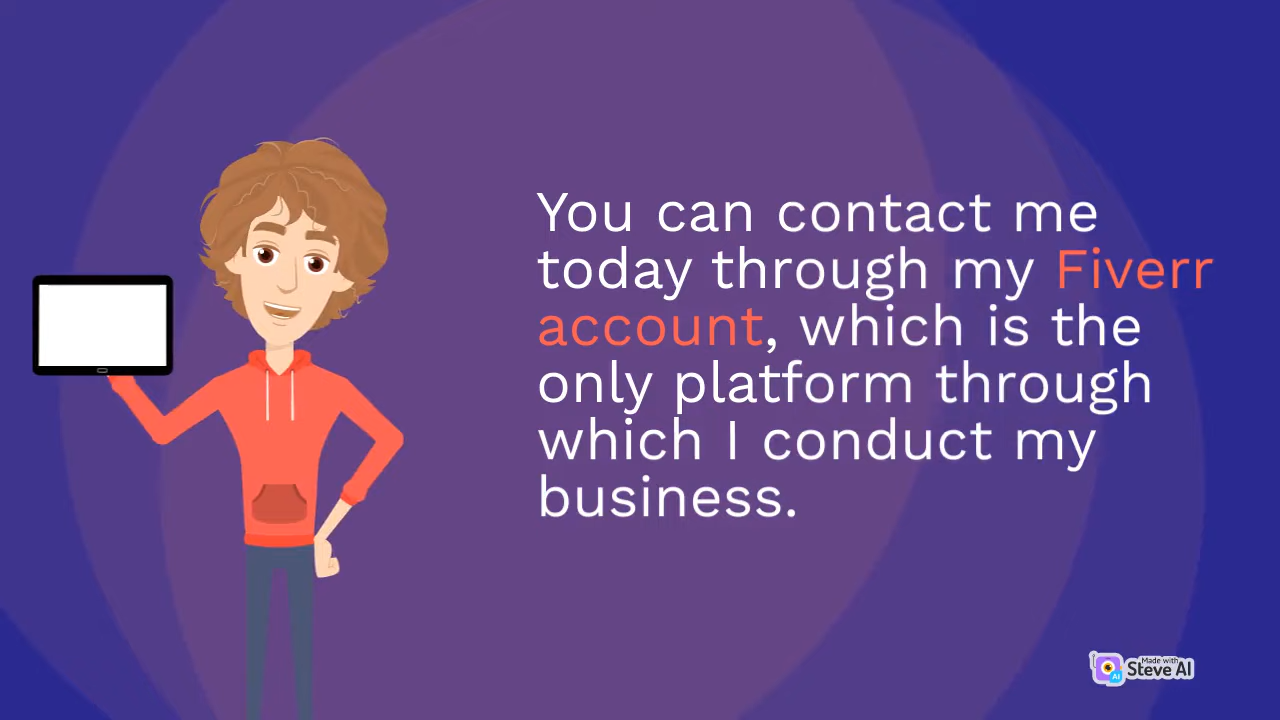 You can contact me
today through my Fiverr
account, which is the
only platform through
which I conduct my
business.
Made with
Steve AI
AI